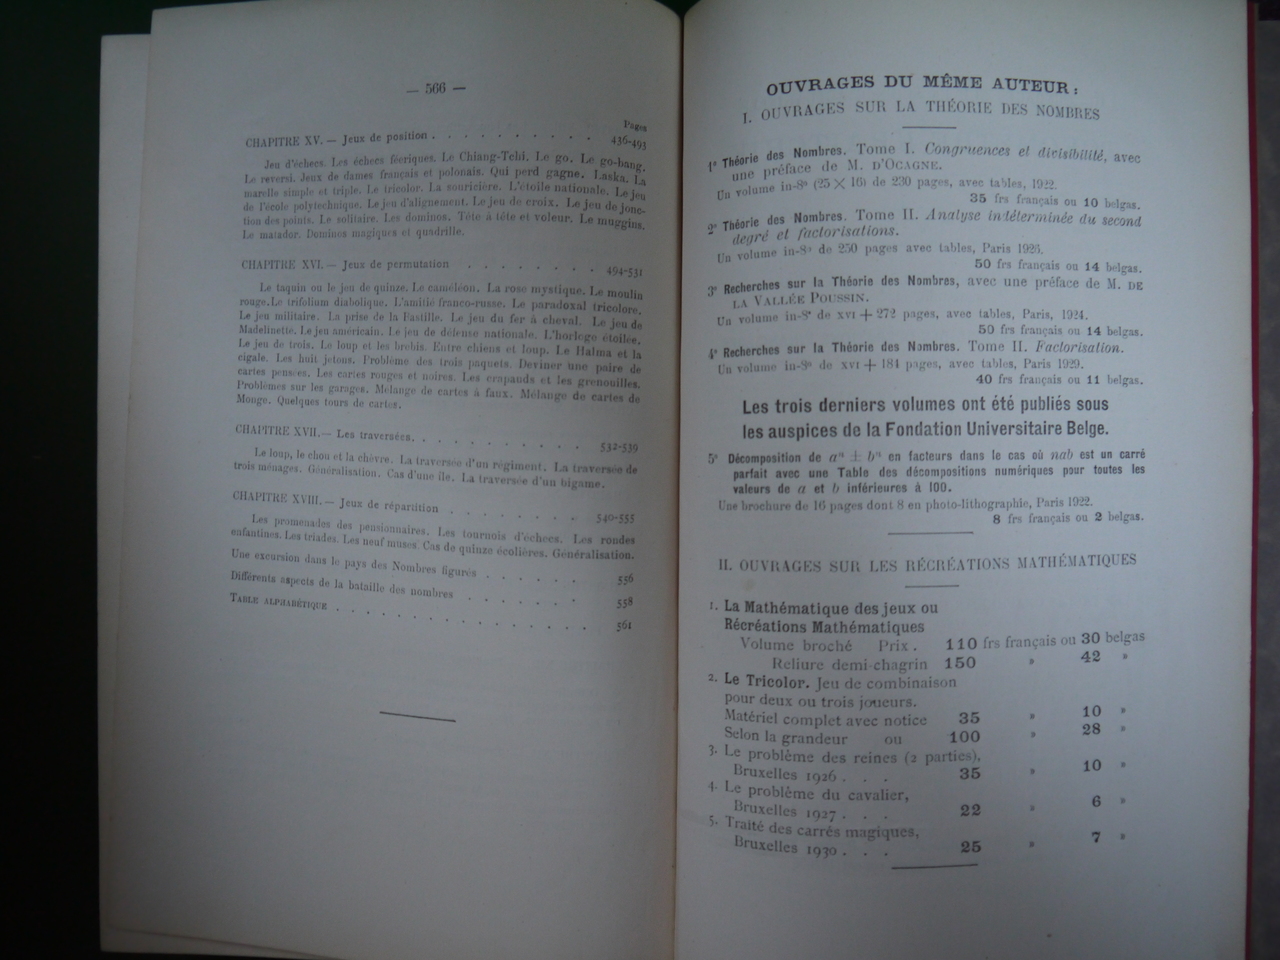 — 566 —
Pages
CHAPITRE XV. — Jeux de position . . . . . . . . . . 436-493
Jeu d'échecs. Les échecs féeriques. Le Chiang-Tchi. Le go. Le go-bang.
Le reversi. Jeux de dames français et polonais. Qui perd gagne. Laska. La
marelle simple et triple. Le tricolor. La souricière. L'étoile nationale. Le jeu
de l'école polytechnique. Le jeu d'alignement. Le jeu de croix. Le jeu de jonc-
tion des points. Le solitaire. Les dominos. Tête à tête et voleur. Le muggins.
Le matador. Dominos magiques et quadrille.
CHAPITRE XVI. — Jeux de permutation . . . . . . . . 494-531
Le taquin ou le jeu de quinze. Le caméléon. La rose mystique. Le moulin
rouge. Le trifolium diabolique. L'amitié franco-russe. Le paradoxal tricolore.
Le jeu militaire. La prise de la Bastille. Le jeu du fer à cheval. Le jeu de
Madelinette. Le jeu américain. Le jeu de défense nationale. L'horloge étoilée.
Le jeu de trois. Le loup et les brebis. Entre chiens et loup. Le Halma et la
cigale. Les huit jetons. Problème des trois paquets. Deviner une paire de
cartes pensées. Les cartes rouges et noires. Les crapauds et les grenouilles.
Problèmes sur les garages. Mélange de cartes à faux. Mélange de cartes de
Monge. Quelques tours de cartes.
CHAPITRE XVII. — Les traversées. . . . . . . . . . . 532-539
Le loup, le chou et la chèvre. La traversée d'un régiment. La traversée de
trois ménages. Généralisation. Cas d'une île. La traversée d'un bigame.
CHAPITRE XVIII. — Jeux de répartition . . . . . . . . 540-555
Les promenades des pensionnaires. Les tournois d'échecs. Les rondes
enfantines. Les triades. Les neuf muses. Cas de quinze écolières. Généralisation.
Une excursion dans le pays des Nombres figurés . . . . . . 556
Différents aspects de la bataille des nombres . . . . . . . 558
TABLE ALPHABÉTIQUE . . . . . . . . . . . . . . 561
OUVRAGES DU MÊME AUTEUR :
I. OUVRAGES SUR LA THÉORIE DES NOMBRES
1° Théorie des Nombres. Tome I. Congruences et divisibilité, avec
une préface de M. D'OCAGNE.
Un volume in-8° (25 × 16) de 230 pages, avec tables, 1922.
35 frs français ou 10 belgas.
2° Théorie des Nombres. Tome II. Analyse indéterminée du second
degré et factorisations.
Un volume in-8° de 250 pages avec tables, Paris 1926.
50 frs français ou 14 belgas.
3° Recherches sur la Théorie des Nombres, avec une préface de M. DE
LA VALLÉE POUSSIN.
Un volume in-8° de XVI + 272 pages, avec tables, Paris, 1924.
50 frs français ou 14 belgas.
4° Recherches sur la Théorie des Nombres. Tome II. Factorisation.
Un volume in-8° de XVI + 184 pages, avec tables, Paris 1929.
40 frs français ou 11 belgas.
Les trois derniers volumes ont été publiés sous
les auspices de la Fondation Universitaire Belge.
5° Décomposition de aⁿ ± bⁿ en facteurs dans le cas où nab est un carré
parfait avec une Table des décompositions numériques pour toutes les
valeurs de a et b inférieures à 100.
Une brochure de 16 pages dont 8 en photo-lithographie, Paris 1922.
8 frs français ou 2 belgas.
II. OUVRAGES SUR LES RÉCRÉATIONS MATHÉMATIQUES
1. La Mathématique des jeux ou
Récréations Mathématiques
Volume broché Prix . 110 frs français ou 30 belgas
Reliure demi-chagrin 150 » 42 »
2. Le Tricolor. Jeu de combinaison
pour deux ou trois joueurs.
Matériel complet avec notice 35 » 10 »
Selon la grandeur ou 100 » 28 »
3. Le problème des reines (2 parties),
Bruxelles 1926 . . . 35 » 10 »
4. Le problème du cavalier,
Bruxelles 1927 . . . 22 » 6 »
5. Traité des carrés magiques,
Bruxelles 1930 . . . 25 » 7 »